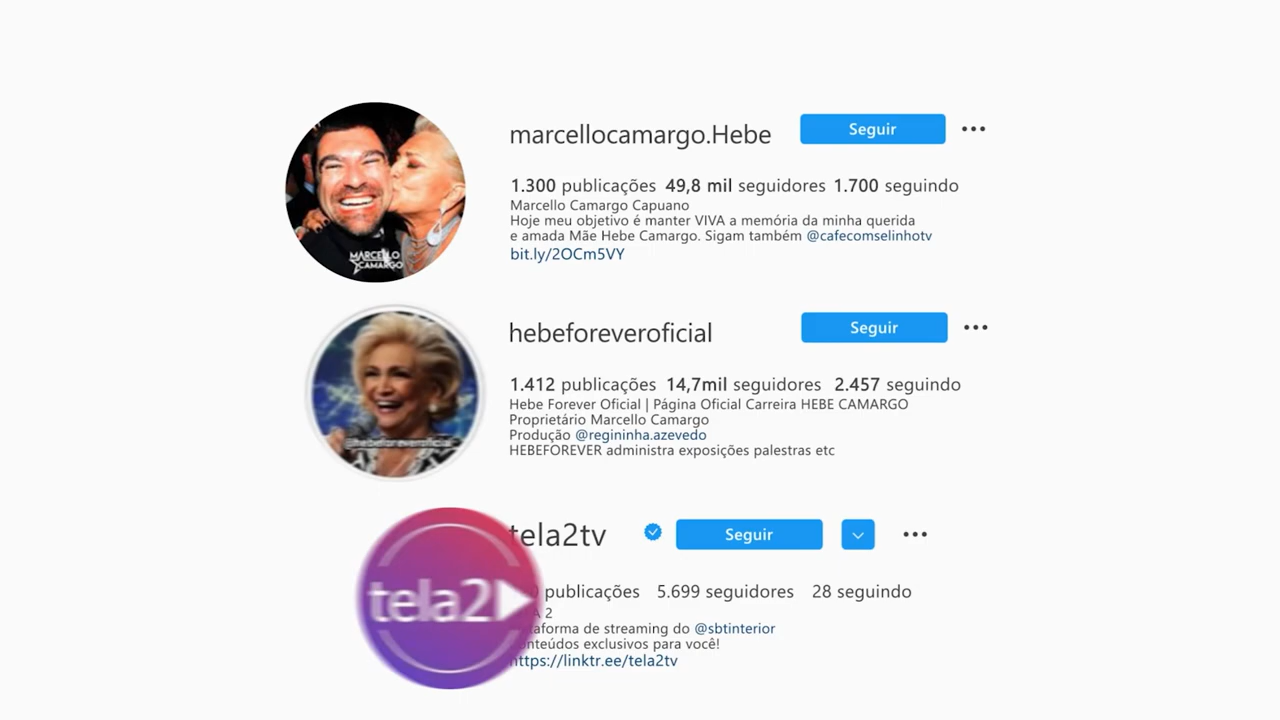 marcellocamargo.Hebe Seguir
1.300 publicações 49,8 mil seguidores 1.700 seguindo
Marcello Camargo Capuano
Hoje meu objetivo é manter VIVA a memória da minha querida
e amada Mãe Hebe Camargo. Sigam também @cafecomselinhotv
bit.ly/2OCm5VY
MARCELLO
CAMARGO
hebeforeveroficial Seguir
1.412 publicações 14,7mil seguidores 2.457 seguindo
Hebe Forever Oficial | Página Oficial Carreira HEBE CAMARGO
Proprietário Marcello Camargo
Produção @regininha.azevedo
HEBEFOREVER administra exposições palestras etc
@hebeforeveroficial
tela2tv Seguir
publicações 5.699 seguidores 28 seguindo
2
do @sbtinterior
exclusivos para você!
https://linktr.ee/tela2tv
tela2